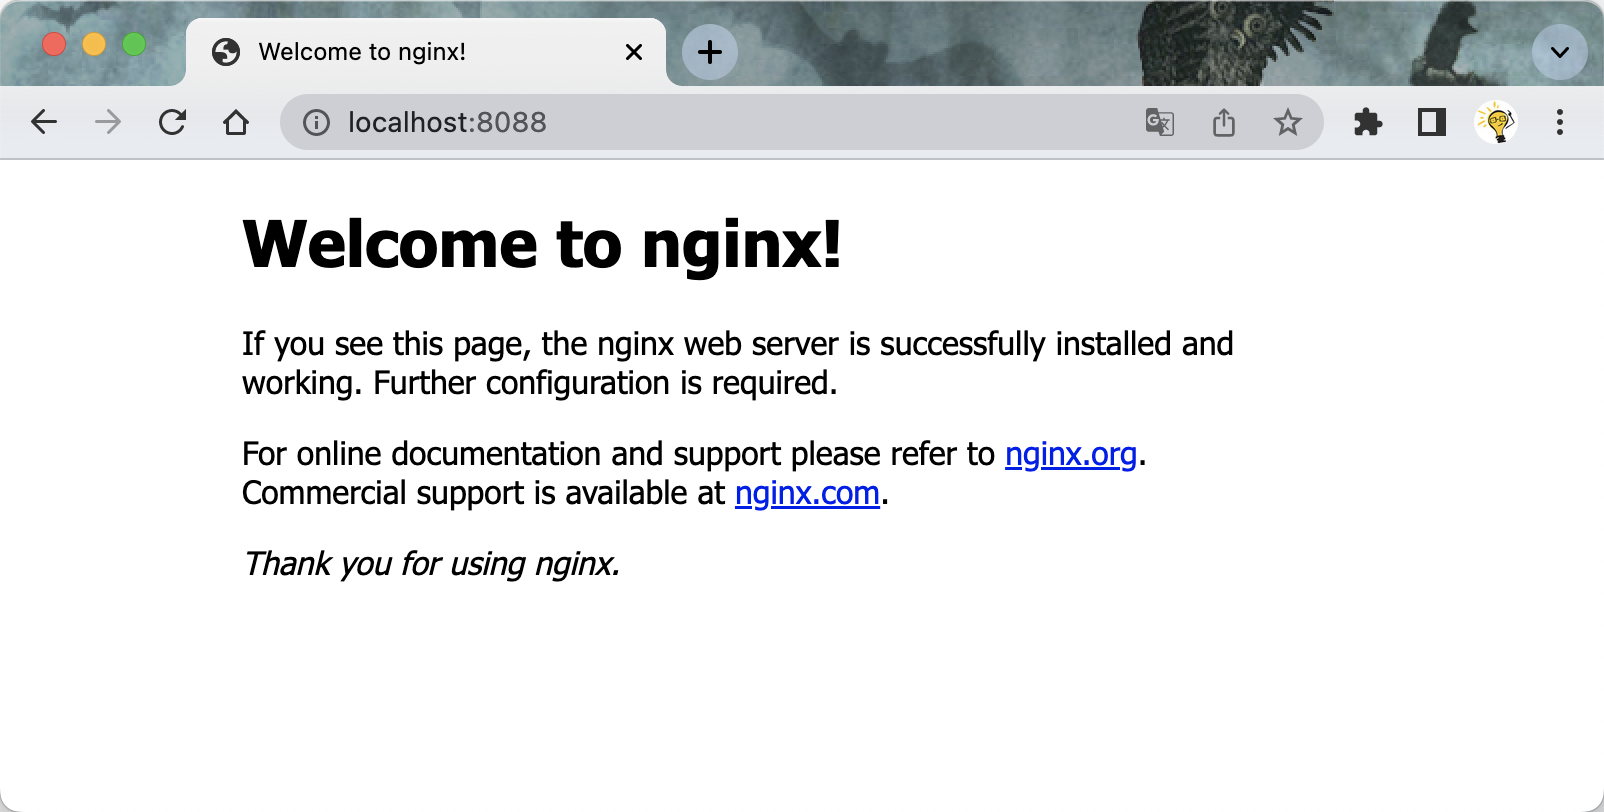 Welcome to nginx!
localhost:8088
Welcome to nginx!
If you see this page, the nginx web server is successfully installed and
working. Further configuration is required.
For online documentation and support please refer to nginx.org.
Commercial support is available at nginx.com.
Thank you for using nginx.